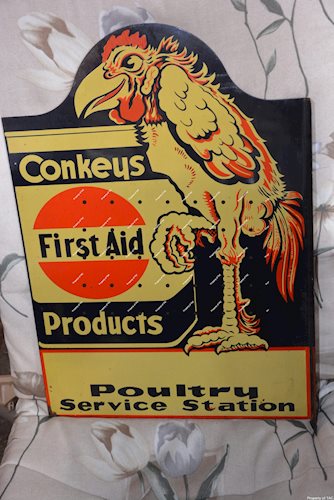 Conkeys
First Aid
Products
Poultry
Service Station